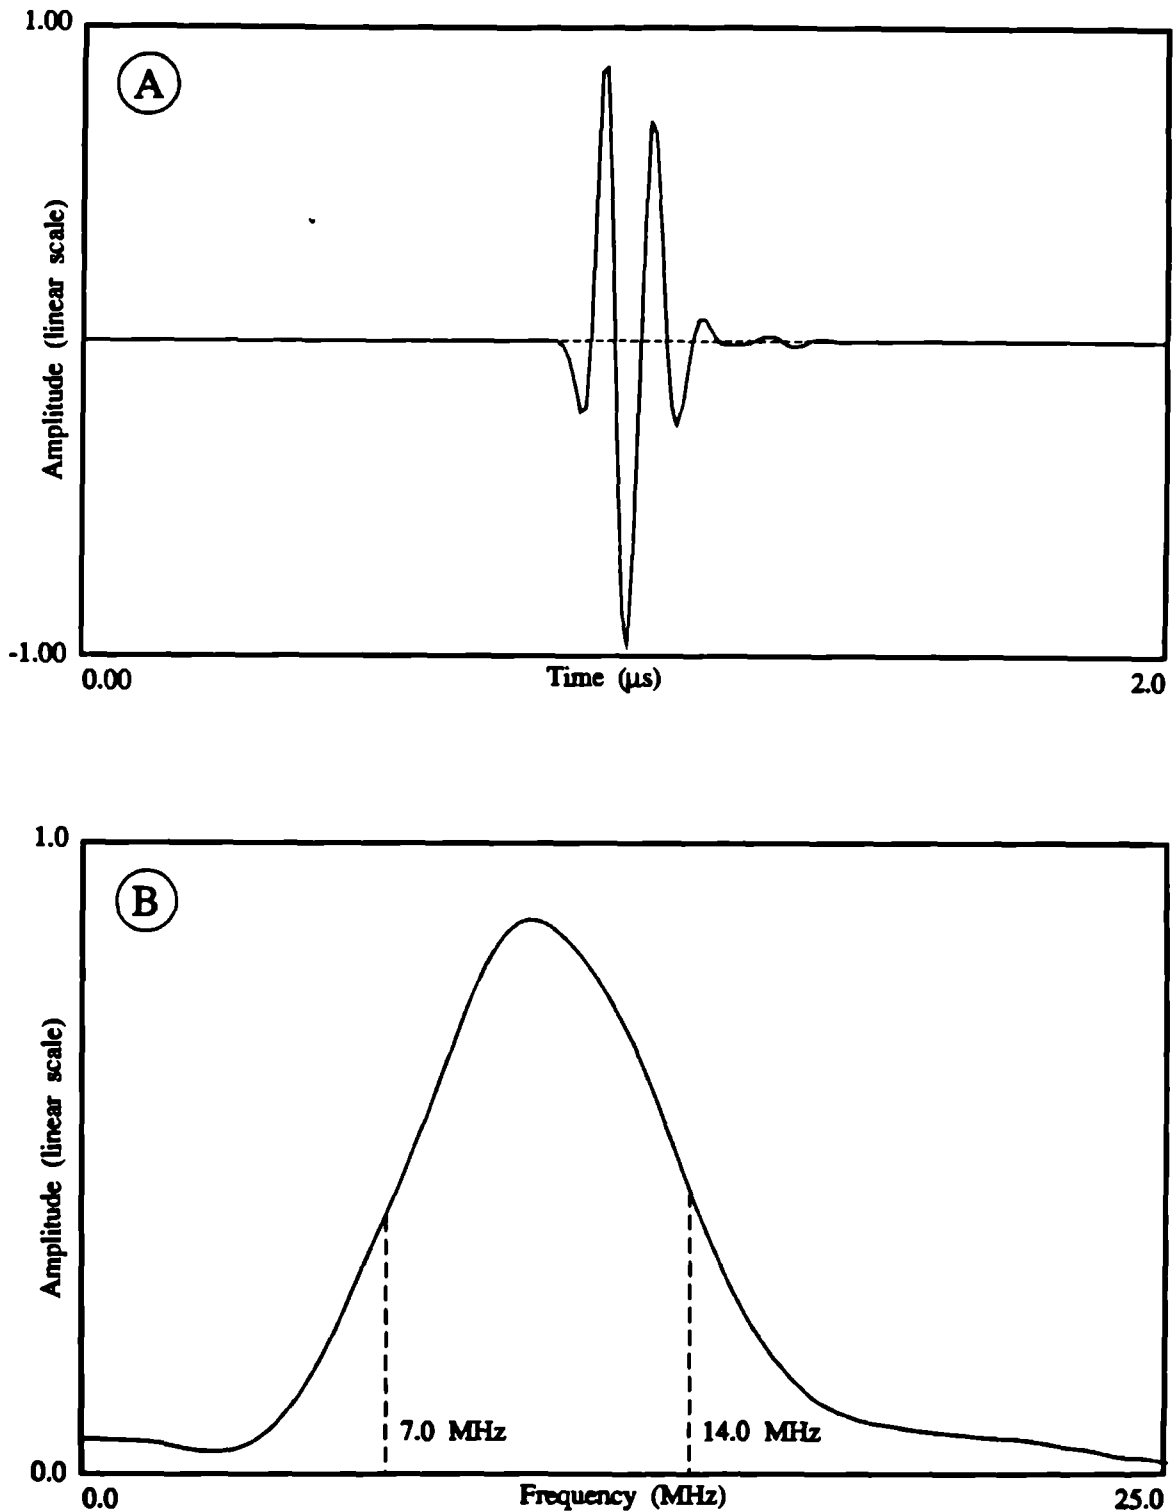 1.00
A
Amplitude (linear scale)
-1.00
0.00
Time (μs)
2.0
1.0
B
Amplitude (linear scale)
7.0 MHz
14.0 MHz
0.0
0.0
Frequency (MHz)
25.0